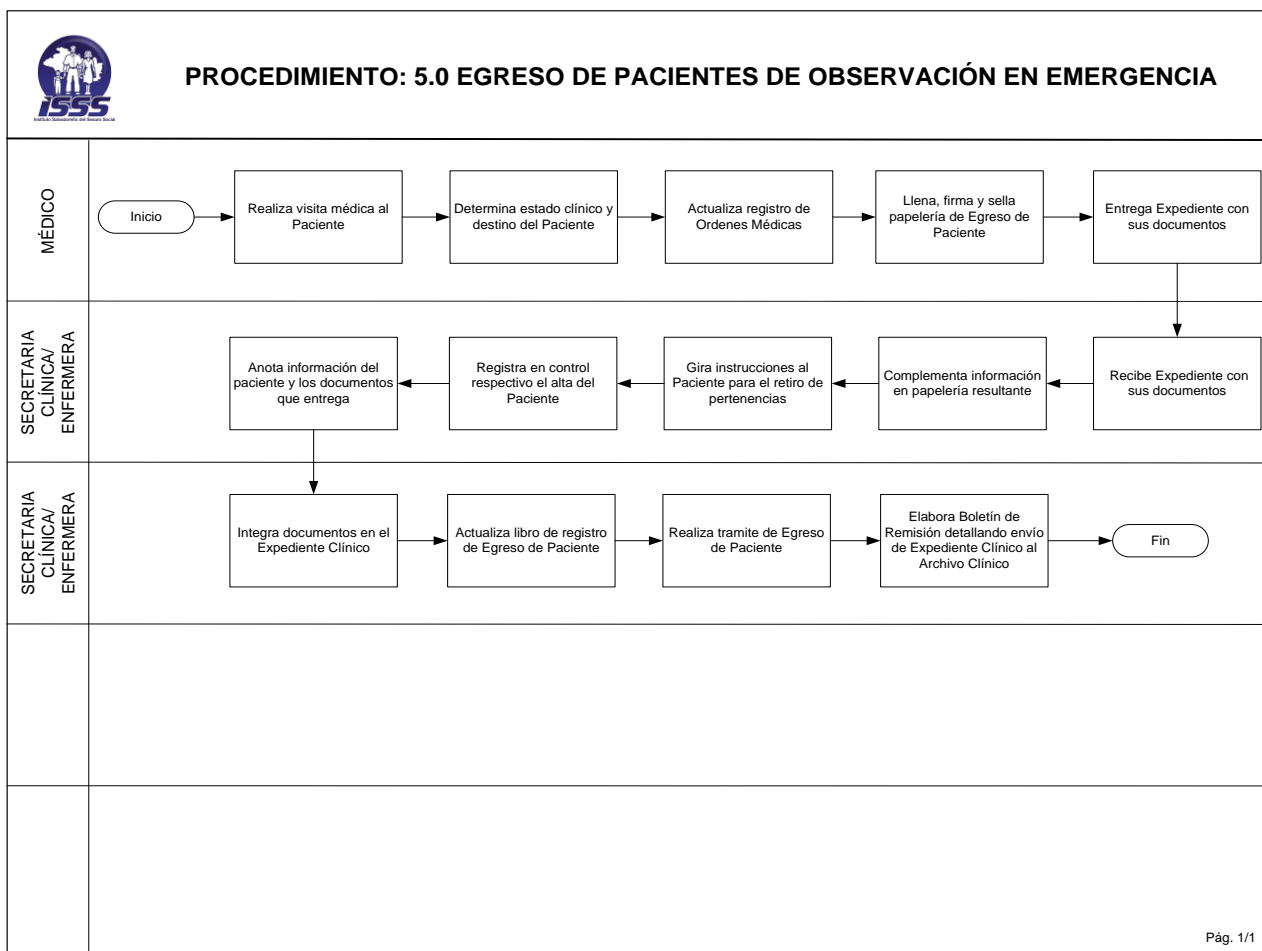 ISSS
Instituto Salvadoreño del Seguro Social
PROCEDIMIENTO: 5.0 EGRESO DE PACIENTES DE OBSERVACIÓN EN EMERGENCIA
MÉDICO
Inicio
Realiza visita médica al
Paciente
Determina estado clínico y
destino del Paciente
Actualiza registro de
Ordenes Médicas
Llena, firma y sella
papelería de Egreso de
Paciente
Entrega Expediente con
sus documentos
SECRETARIA
CLÍNICA/
ENFERMERA
Anota información del
paciente y los documentos
que entrega
Registra en control
respectivo el alta del
Paciente
Gira instrucciones al
Paciente para el retiro de
pertenencias
Complementa información
en papelería resultante
Recibe Expediente con
sus documentos
SECRETARIA
CLÍNICA/
ENFERMERA
Integra documentos en el
Expediente Clínico
Actualiza libro de registro
de Egreso de Paciente
Realiza tramite de Egreso
de Paciente
Elabora Boletín de
Remisión detallando envío
de Expediente Clínico al
Archivo Clínico
Fin
Pág. 1/1